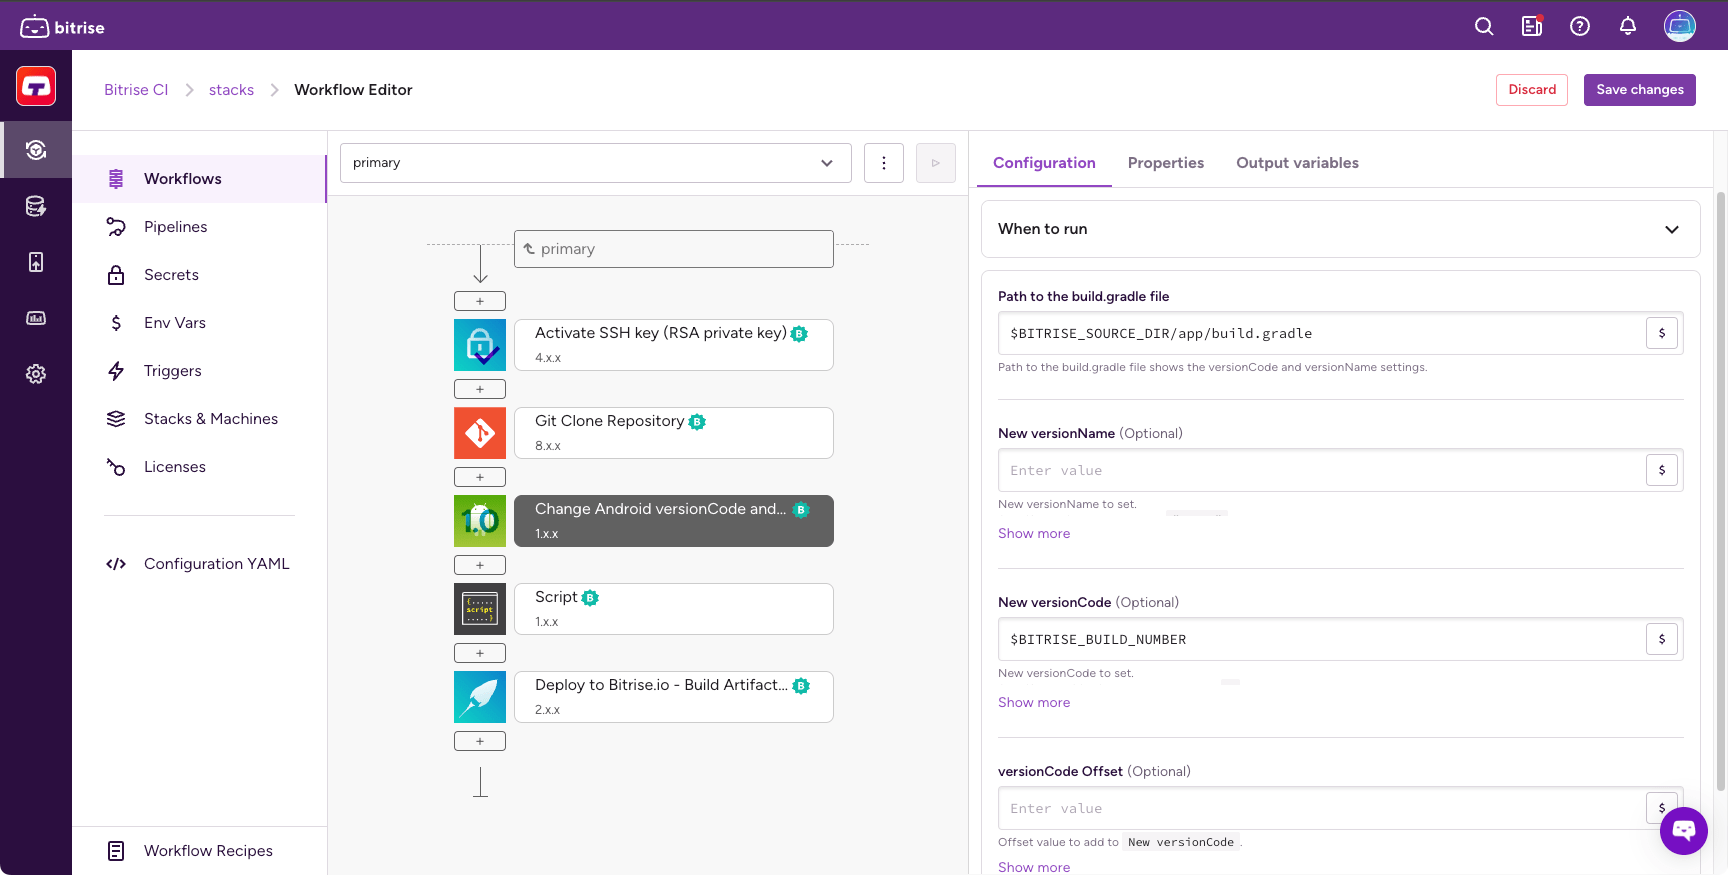 bitrise
Bitrise CI
stacks
Workflow Editor
Discard
Save changes
Workflows
Pipelines
Secrets
$
Env Vars
Triggers
Stacks & Machines
Licenses
</>
Configuration YAML
Workflow Recipes
primary
primary
+
Activate SSH key (RSA private key)
B
4.x.x
+
Git Clone Repository
B
8.x.x
+
1.0
Change Android versionCode and...
B
1.x.x
+
{.....
script
.....}
Script
B
1.x.x
+
Deploy to Bitrise.io - Build Artifact...
B
2.x.x
+
Configuration
Properties
Output variables
When to run
Path to the build.gradle file
$BITRISE_SOURCE_DIR/app/build.gradle
$
Path to the build.gradle file shows the versionCode and versionName settings.
New versionName (Optional)
Enter value
$
New versionName to set.
Show more
New versionCode (Optional)
$BITRISE_BUILD_NUMBER
$
New versionCode to set.
Show more
versionCode Offset (Optional)
Enter value
$
Offset value to add to New versionCode .
Show more